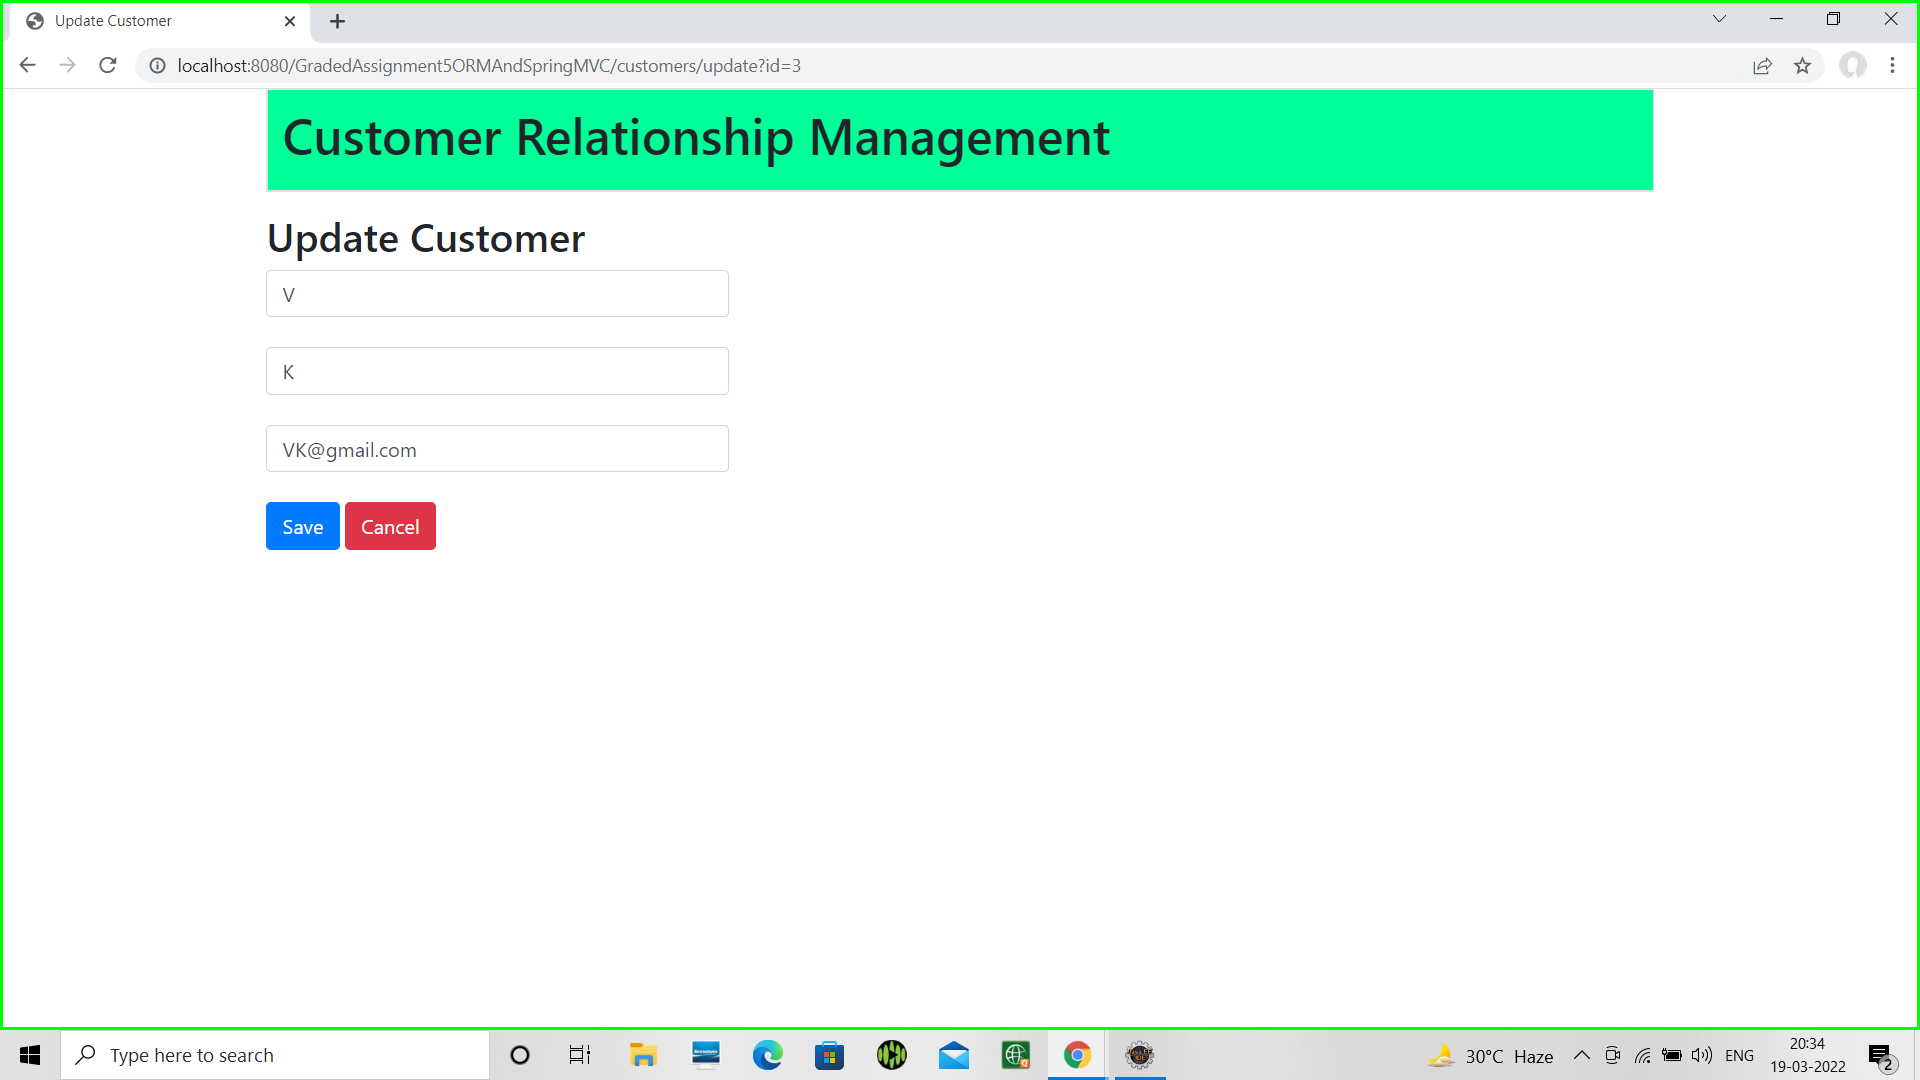 Update Customer
localhost:8080/GradedAssignment5ORMAndSpringMVC/customers/update?id=3
Customer Relationship Management
Update Customer
V
K
VK@gmail.com
Save Cancel
Type here to search
30°C Haze
ENG
20:34
19-03-2022
2